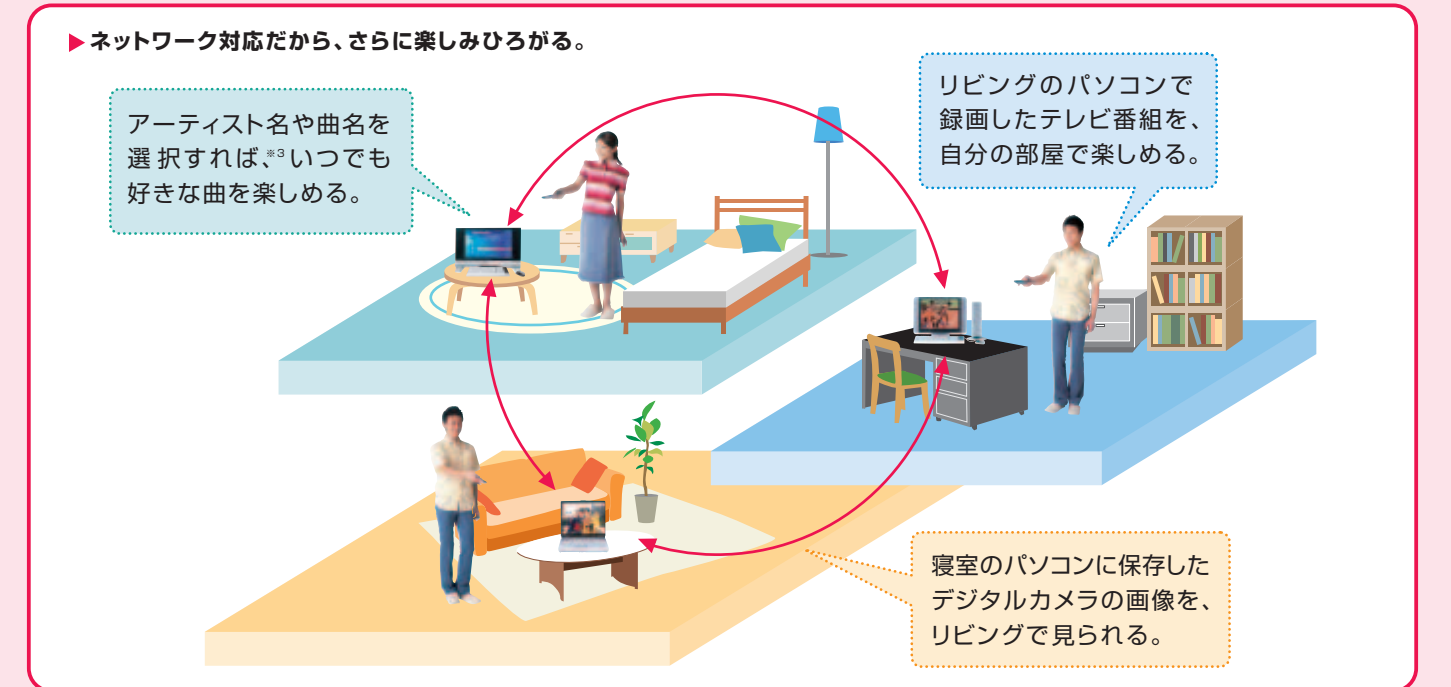 ▶ネットワーク対応だから、さらに楽しみひろがる。
アーティスト名や曲名を
選択すれば、※3いつでも
好きな曲を楽しめる。
リビングのパソコンで
録画したテレビ番組を、
自分の部屋で楽しめる。
寝室のパソコンに保存した
デジタルカメラの画像を、
リビングで見られる。